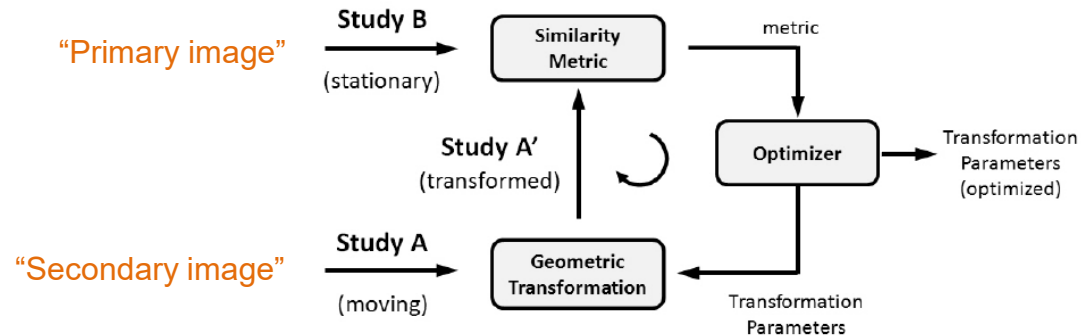 “Primary image”
Study B
(stationary)
Similarity
Metric
metric
Study A’
(transformed)
Optimizer
Transformation
Parameters
(optimized)
“Secondary image”
Study A
(moving)
Geometric
Transformation
Transformation
Parameters